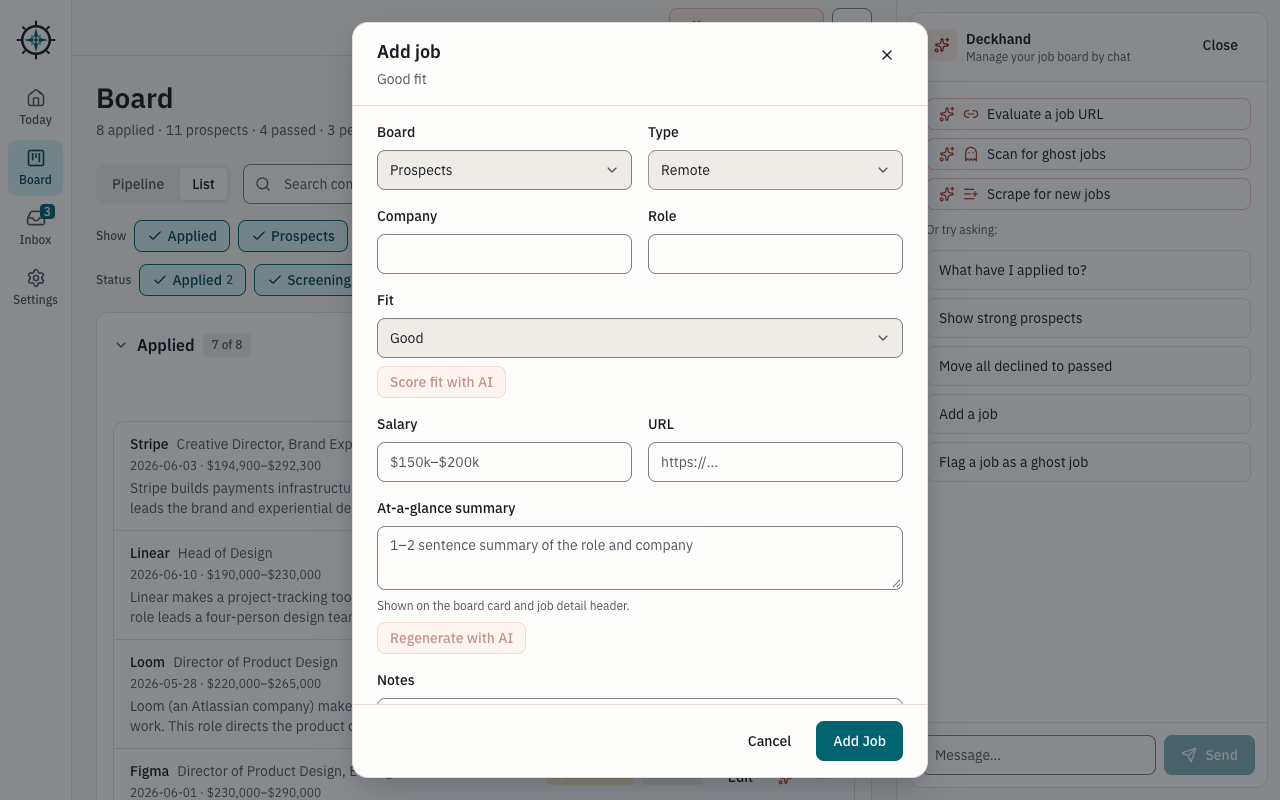 Today
Board
Inbox
3
Settings
Board
8 applied · 11 prospects · 4 passed · 3
Pipeline
List
Search
Show
Applied
Prospects
Status
Applied 2
Screening
Applied
7 of 8
Stripe Creative Director, Brand
2026-06-03 · $194,900–$292,300
Stripe builds payments
leads the brand and experiential
Linear Head of Design
2026-06-10 · $190,000–$230,000
Linear makes a project-tracking
role leads a four-person design
Loom Director of Product Design
2026-05-28 · $220,000–$265,000
Loom (an Atlassian company)
work. This role directs the product
Figma Director of Product Design,
2026-06-01 · $230,000–$290,000
Edit
Add job
Good fit
Board
Type
Prospects
Remote
Company
Role
Fit
Good
Score fit with AI
Salary
URL
$150k–$200k
https://...
At-a-glance summary
1–2 sentence summary of the role and company
Shown on the board card and job detail header.
Regenerate with AI
Notes
Cancel
Add Job
Deckhand
Manage your job board by chat
Close
Evaluate a job URL
Scan for ghost jobs
Scrape for new jobs
Or try asking:
What have I applied to?
Show strong prospects
Move all declined to passed
Add a job
Flag a job as a ghost job
Message...
Send